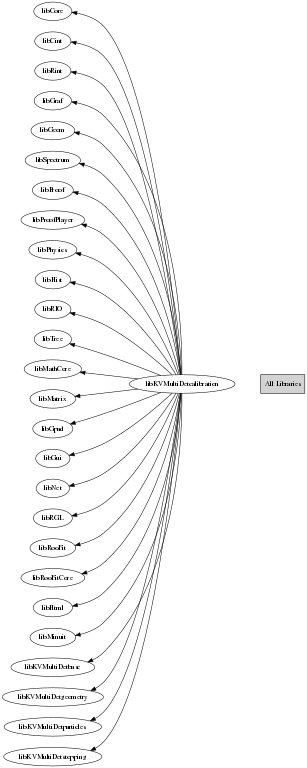 libCore
libCint
libRint
libGraf
libGeom
libSpectrum
libProof
libProofPlayer
libPhysics
libHist
libRIO
libTree
libMathCore
libKVMultiDetcalibration
All Libraries
libMatrix
libGpad
libGui
libNet
libRGL
libRooFit
libRooFitCore
libHtml
libMinuit
libKVMultiDetbase
libKVMultiDetgeometry
libKVMultiDetparticles
libKVMultiDetstopping